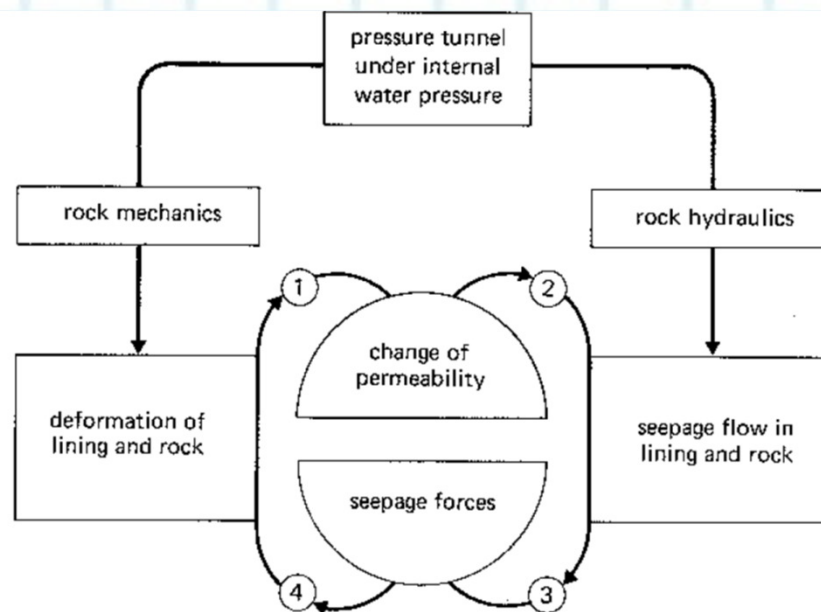 pressure tunnel
under internal
water pressure
rock mechanics
rock hydraulics
1
2
change of
permeability
deformation of
lining and rock
seepage flow in
lining and rock
seepage forces
4
3